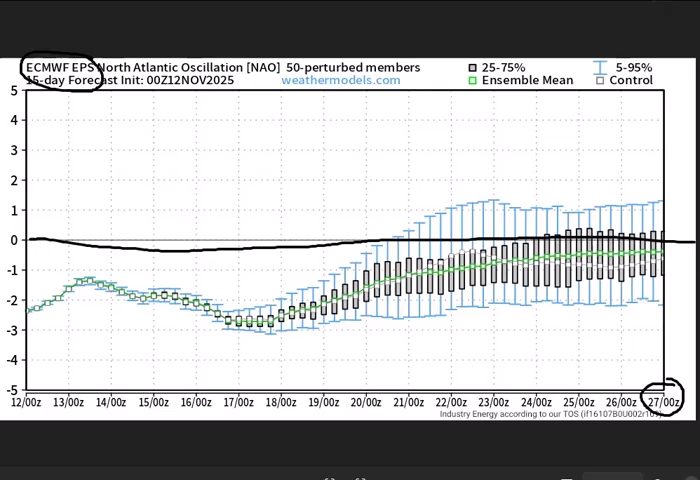 ECMWF EPS North Atlantic Oscillation [NAO] 50-perturbed members
15-day Forecast Init: 00Z12NOV2025
weathermodels.com
25-75%
5-95%
Ensemble Mean
Control
5
4
3
2
1
0
-1
-2
-3
-4
-5
12/00z 13/00z 14/00z 15/00z 16/00z 17/00z 18/00z 19/00z 20/00z 21/00z 22/00z 23/00z 24/00z 25/00z 26/00z 27/00z
Industry Energy according to our TOS